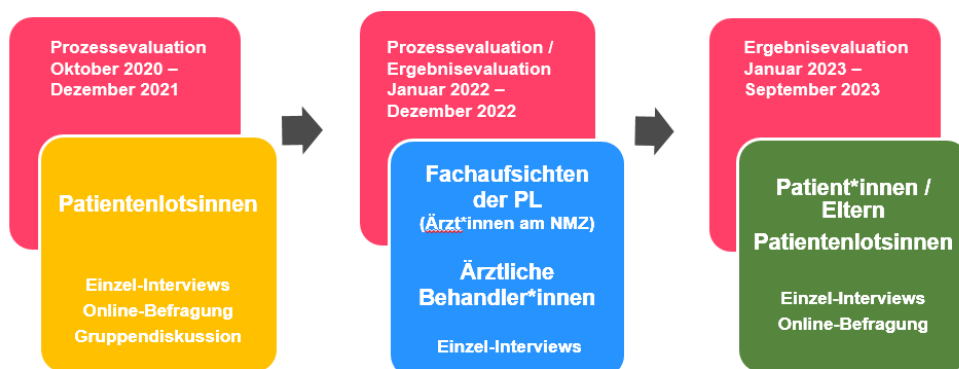 Prozessevaluation
Oktober 2020 –
Dezember 2021
Patientenlotsinnen
Einzel-Interviews
Online-Befragung
Gruppendiskussion
Prozessevaluation /
Ergebnisevaluation
Januar 2022 –
Dezember 2022
Fachaufsichten
der PL
(Ärzt*innen am NMZ)
Ärztliche
Behandler*innen
Einzel-Interviews
Ergebnisevaluation
Januar 2023 –
September 2023
Patient*innen /
Eltern
Patientenlotsinnen
Einzel-Interviews
Online-Befragung